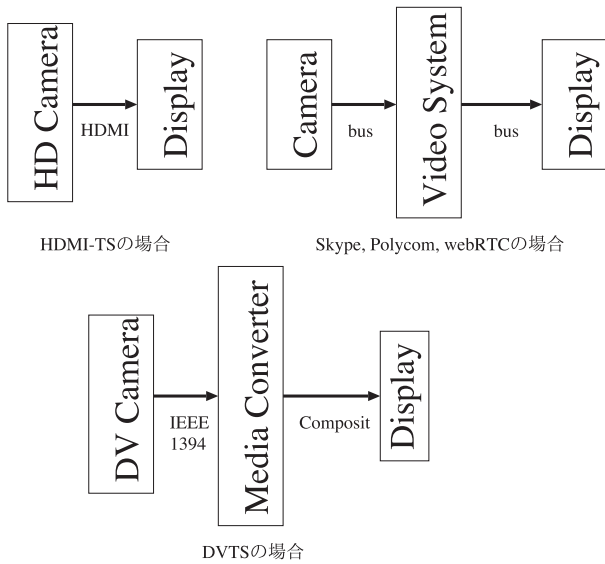 HD Camera
HDMI
Display
HDMI-TSの場合
Camera
bus
Video System
bus
Display
Skype, Polycom, webRTCの場合
DV Camera
IEEE
1394
Media Converter
Composit
Display
DVTSの場合